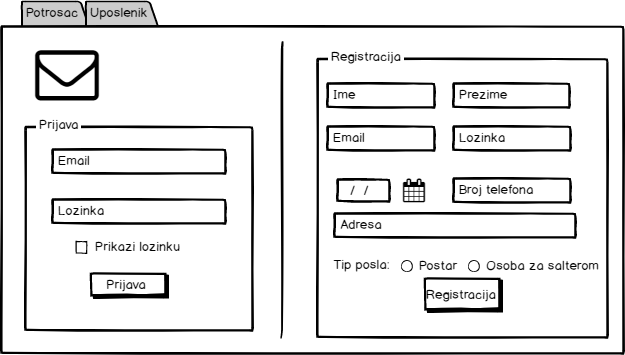 Potrosac
Uposlenik
Prijava
Email
Lozinka
Prikazi lozinku
Prijava
Registracija
Ime
Prezime
Email
Lozinka
/ /
Broj telefona
Adresa
Tip posla: Postar Osoba za salterom
Registracija